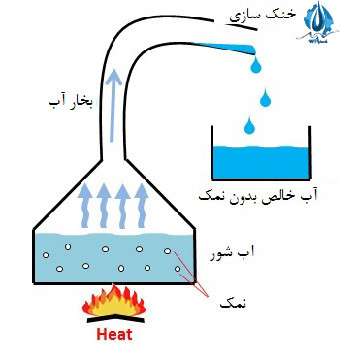 خنک سازی
بخار آب
آب خالص بدون نمک
اب شور
نمک
Heat